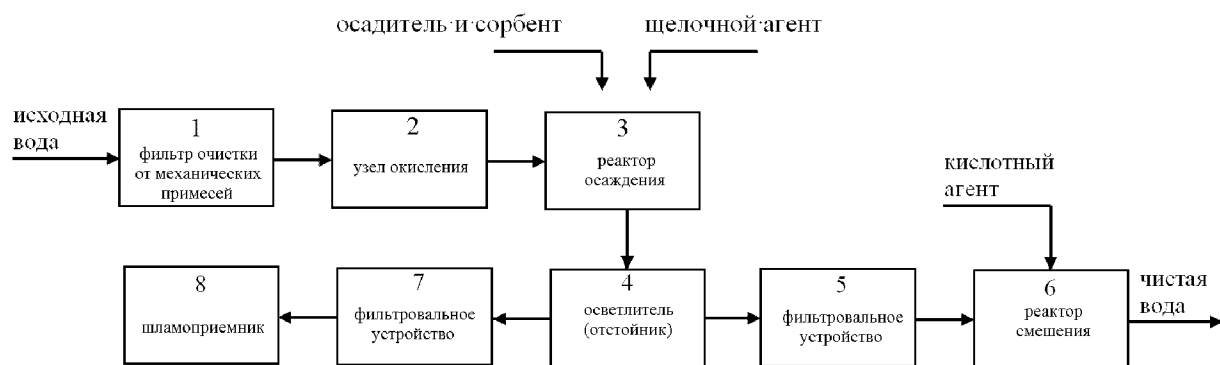 осадитель и сорбент
щелочной агент
исходная
вода
1
фильтр очистки
от механических
примесей
2
узел окисления
3
реактор
осаждения
кислотный
агент
8
шламоприемник
7
фильтровальное
устройство
4
осветлитель
(отстойник)
5
фильтровальное
устройство
6
реактор
смешения
чистая
вода